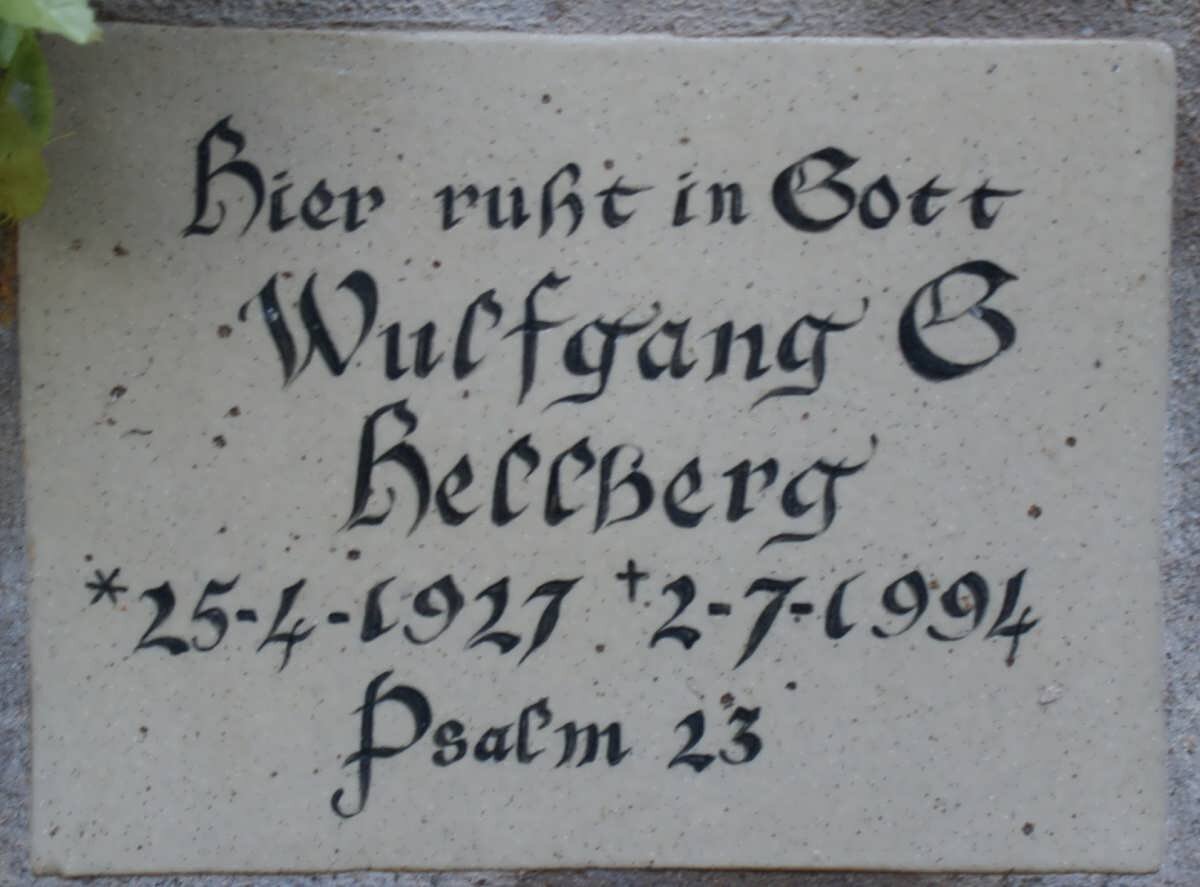 Hier ruht in Gott
Wulfgang G
Hellberg
*25-4-1927 †2-7-1994
Psalm 23